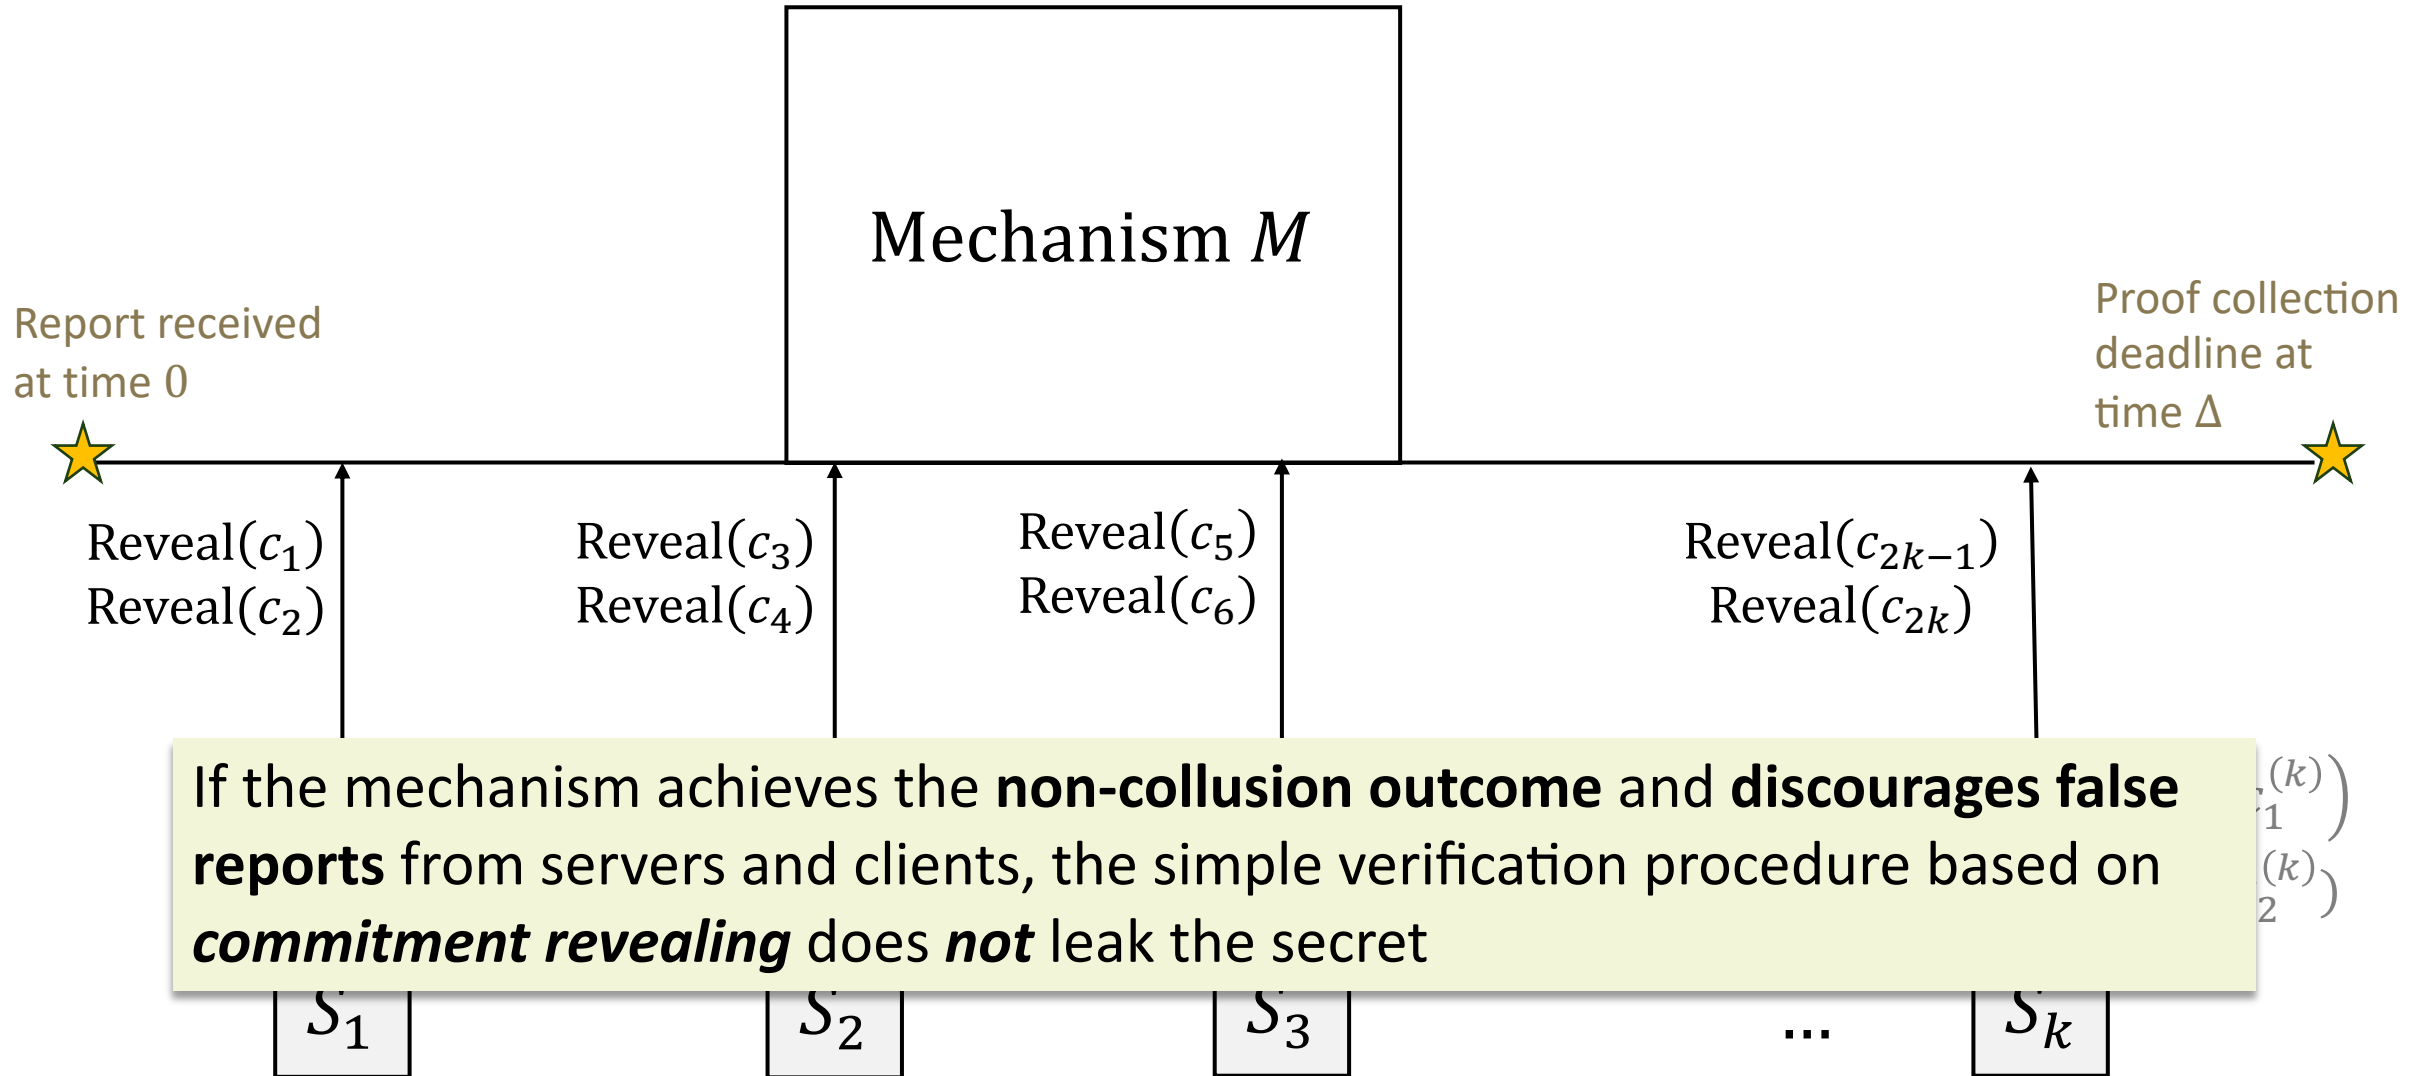 Mechanism M
Report received
at time 0
Proof collection
deadline at
time Δ
Reveal(c₁)
Reveal(c₂)
Reveal(c₃)
Reveal(c₄)
Reveal(c₅)
Reveal(c₆)
Reveal(c₂ₖ₋₁)
Reveal(c₂ₖ)
If the mechanism achieves the non-collusion outcome and discourages false
reports from servers and clients, the simple verification procedure based on
commitment revealing does not leak the secret
S₁
S₂
S₃
...
Sₖ